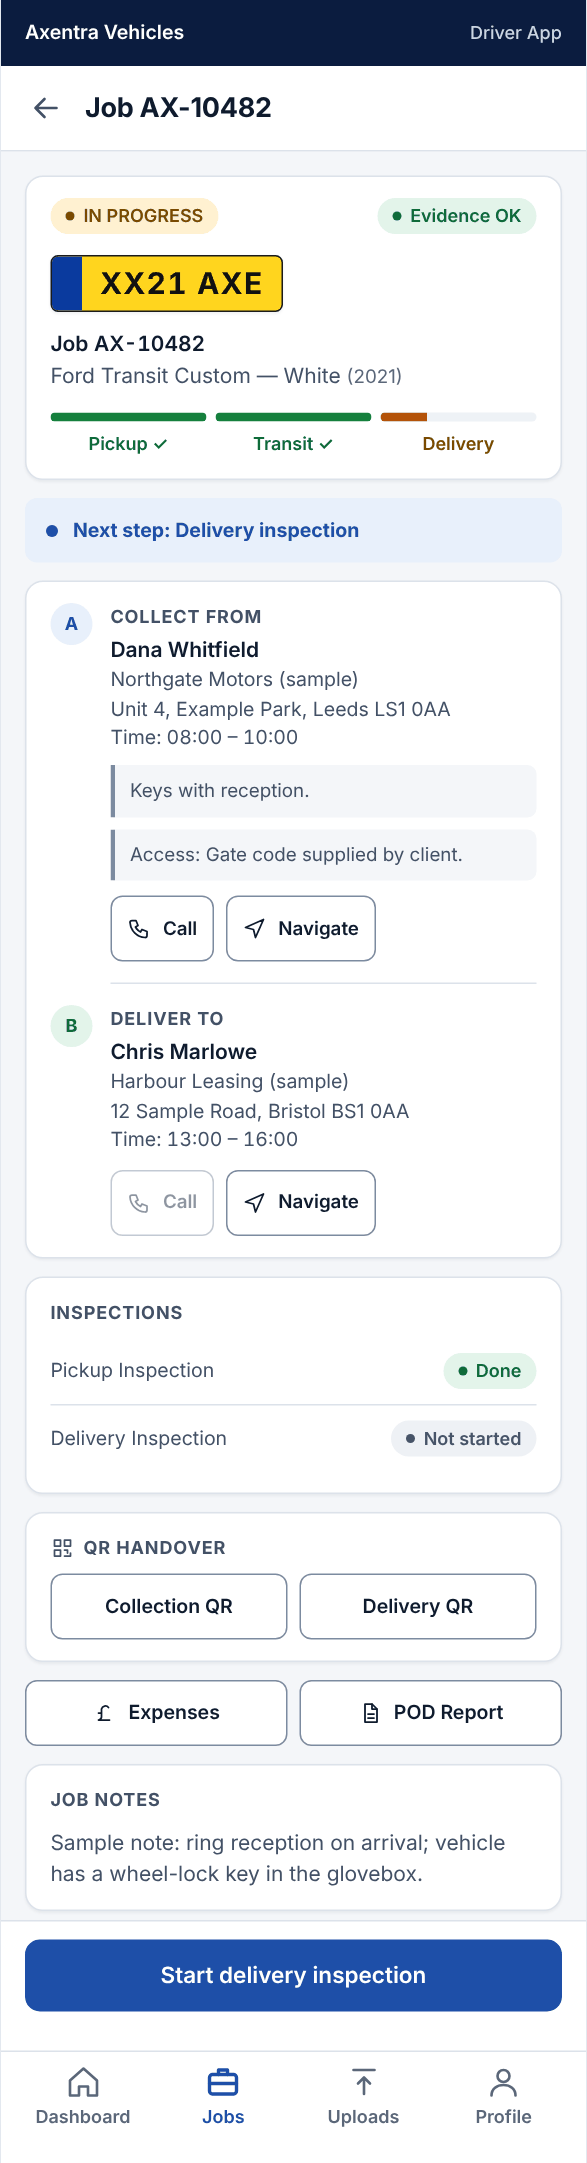 Axentra Vehicles
Driver App
Job AX-10482
IN PROGRESS
Evidence OK
XX21 AXE
Job AX-10482
Ford Transit Custom — White (2021)
Pickup ✓
Transit ✓
Delivery
Next step: Delivery inspection
A
COLLECT FROM
Dana Whitfield
Northgate Motors (sample)
Unit 4, Example Park, Leeds LS1 0AA
Time: 08:00 – 10:00
Keys with reception.
Access: Gate code supplied by client.
Call
Navigate
B
DELIVER TO
Chris Marlowe
Harbour Leasing (sample)
12 Sample Road, Bristol BS1 0AA
Time: 13:00 – 16:00
Call
Navigate
INSPECTIONS
Pickup Inspection
Done
Delivery Inspection
Not started
QR HANDOVER
Collection QR
Delivery QR
£ Expenses
POD Report
JOB NOTES
Sample note: ring reception on arrival; vehicle
has a wheel-lock key in the glovebox.
Start delivery inspection
Dashboard
Jobs
Uploads
Profile